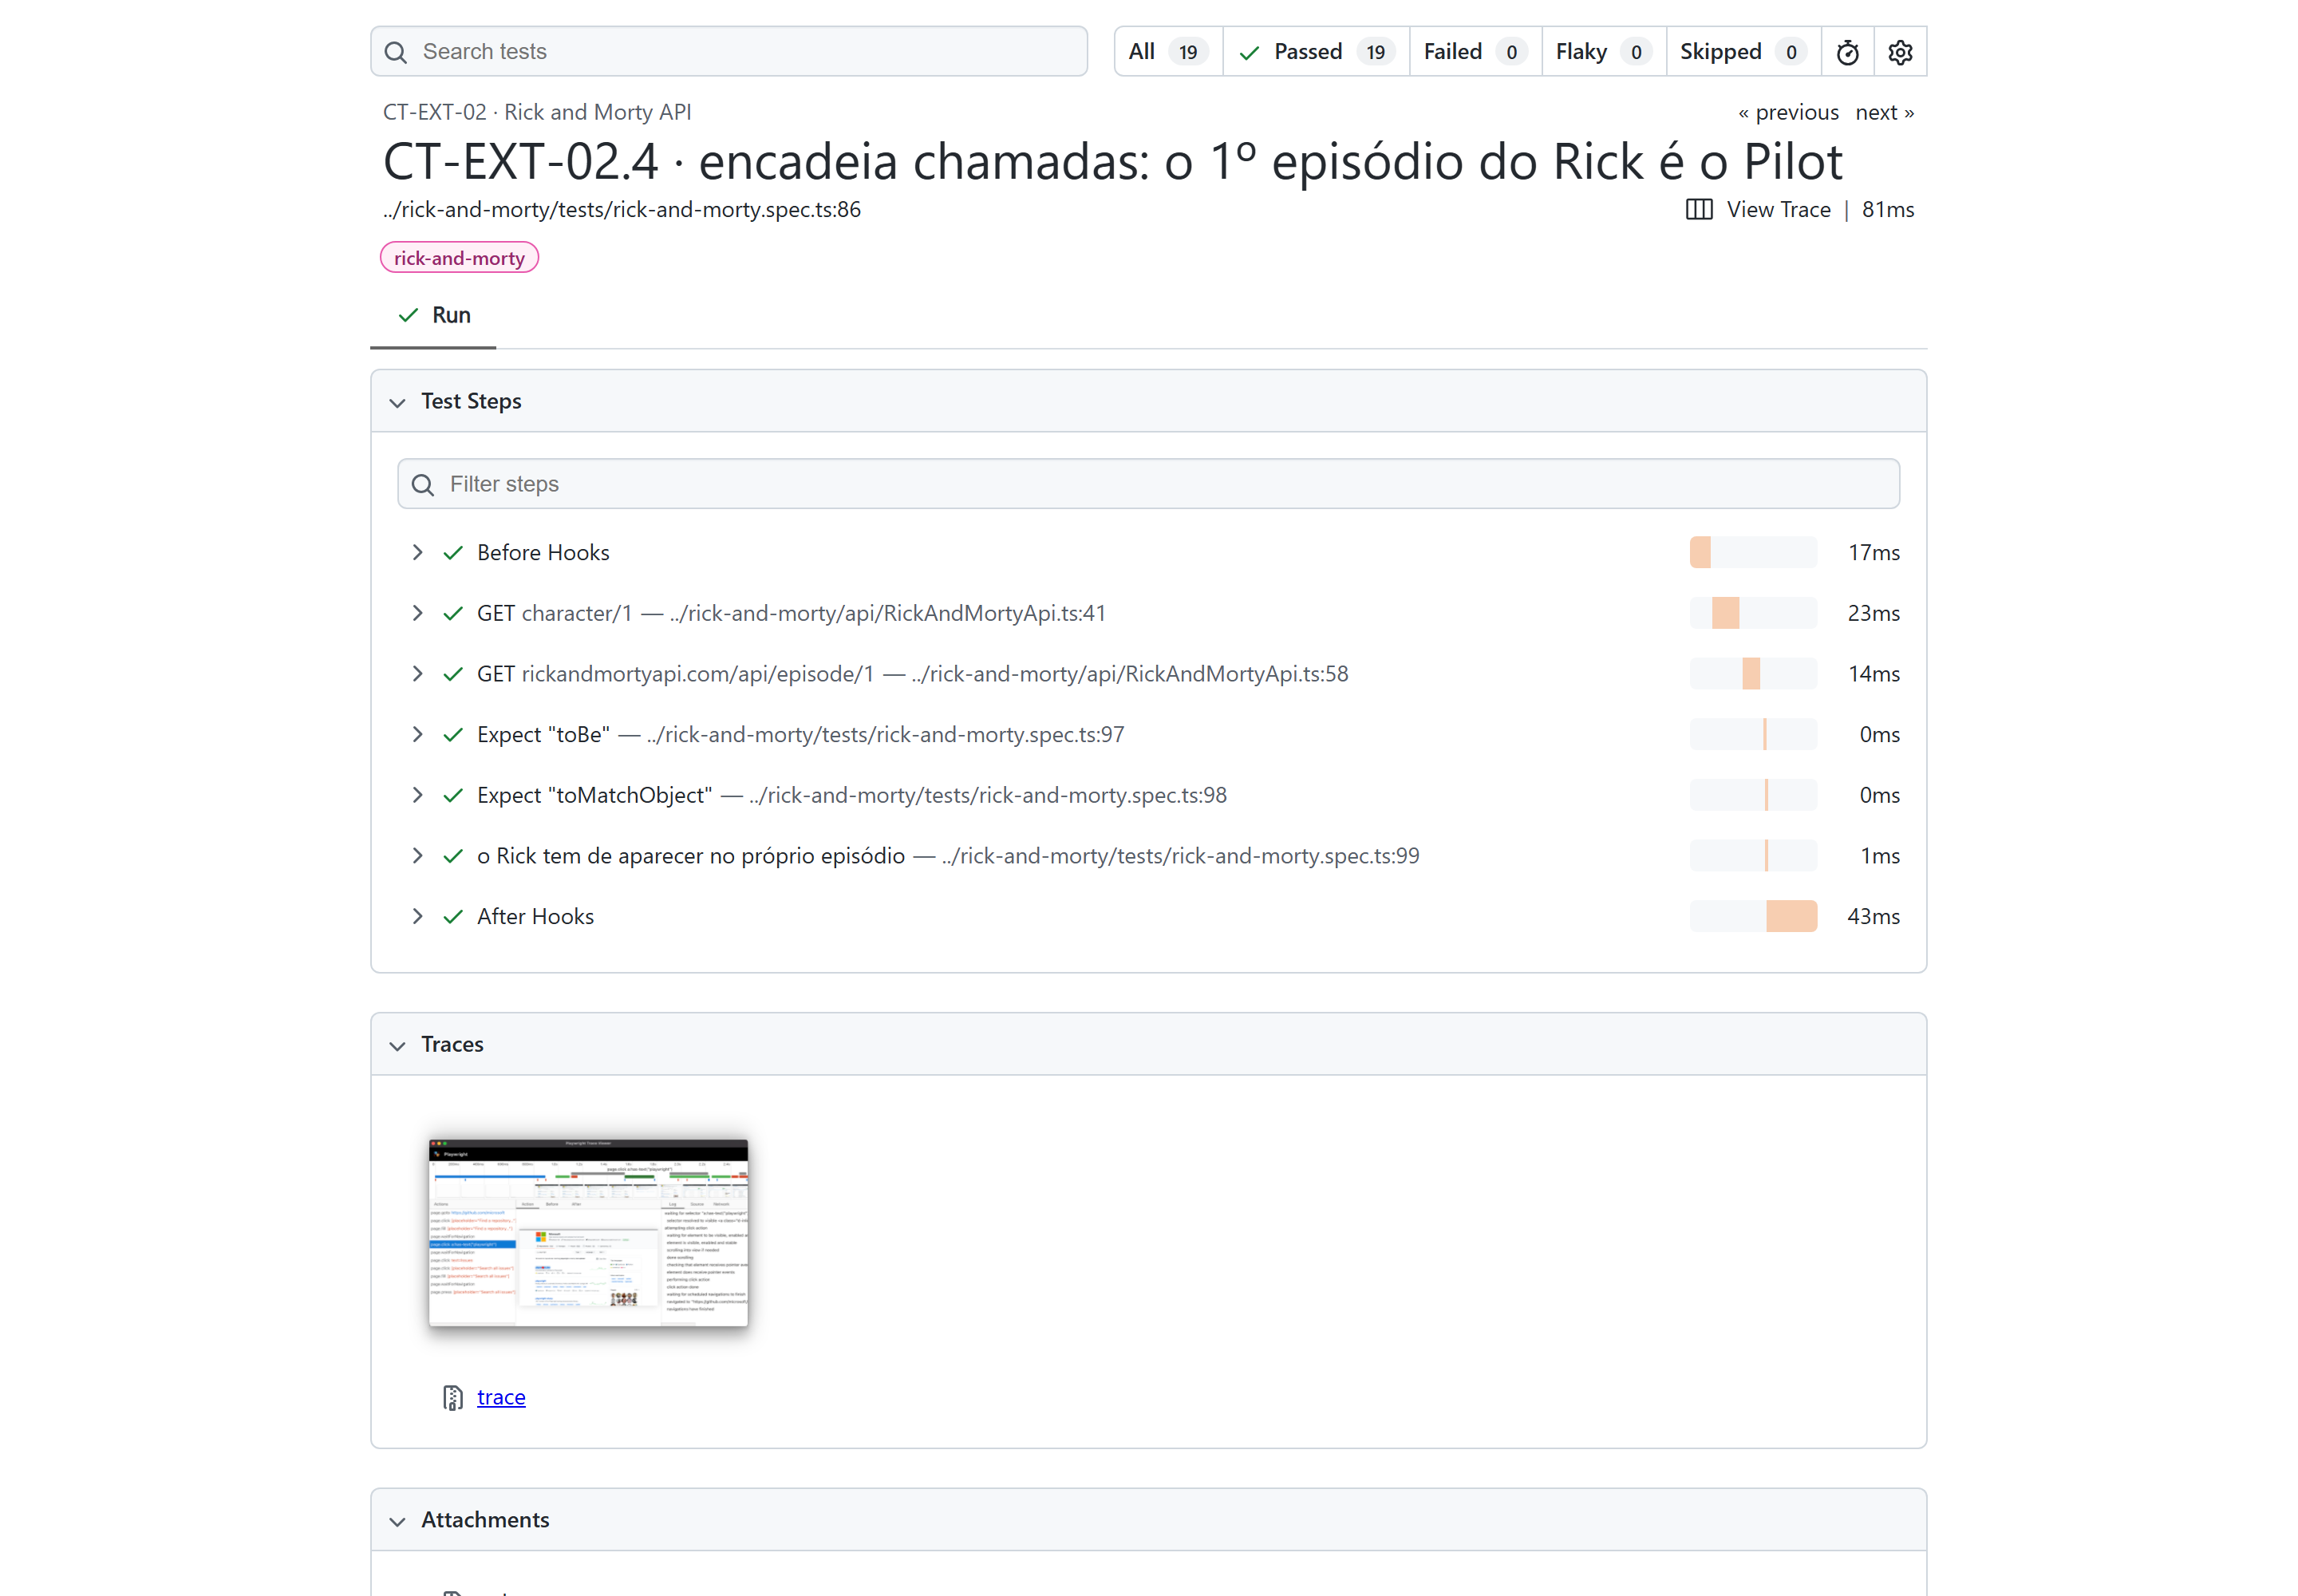 Search tests
All 19 Passed 19 Failed 0 Flaky 0 Skipped 0
CT-EXT-02 · Rick and Morty API
« previous next »
CT-EXT-02.4 · encadeia chamadas: o 1º episódio do Rick é o Pilot
../rick-and-morty/tests/rick-and-morty.spec.ts:86
View Trace | 81ms
rick-and-morty
Run
Test Steps
Filter steps
Before Hooks 17ms
GET character/1 — ../rick-and-morty/api/RickAndMortyApi.ts:41 23ms
GET rickandmortyapi.com/api/episode/1 — ../rick-and-morty/api/RickAndMortyApi.ts:58 14ms
Expect "toBe" — ../rick-and-morty/tests/rick-and-morty.spec.ts:97 0ms
Expect "toMatchObject" — ../rick-and-morty/tests/rick-and-morty.spec.ts:98 0ms
o Rick tem de aparecer no próprio episódio — ../rick-and-morty/tests/rick-and-morty.spec.ts:99 1ms
After Hooks 43ms
Traces
Playwright
trace
Attachments